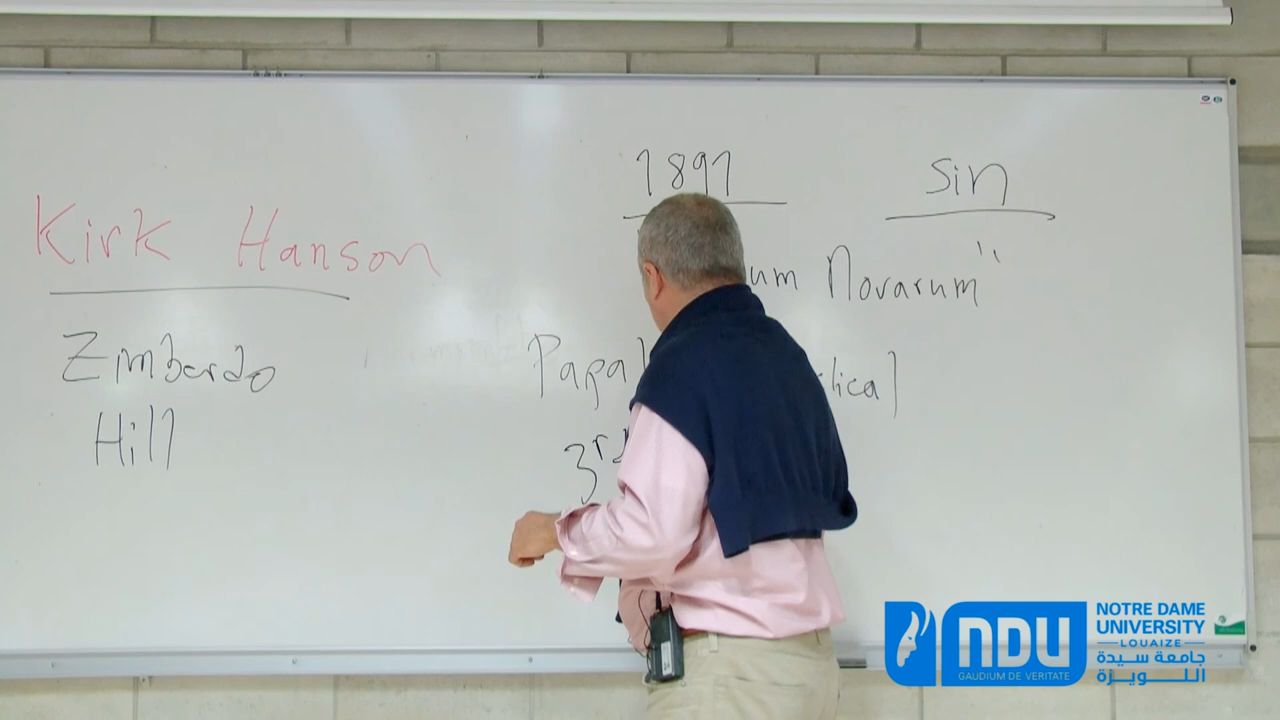 Kirk Hanson
Zimbardo
Hill
1891
Sin
um Novarum"
Papal
lical
3rd
NDU
GAUDIUM DE VERITATE
NOTRE DAME
UNIVERSITY
LOUAIZE
جامعة سيدة
اللويزة